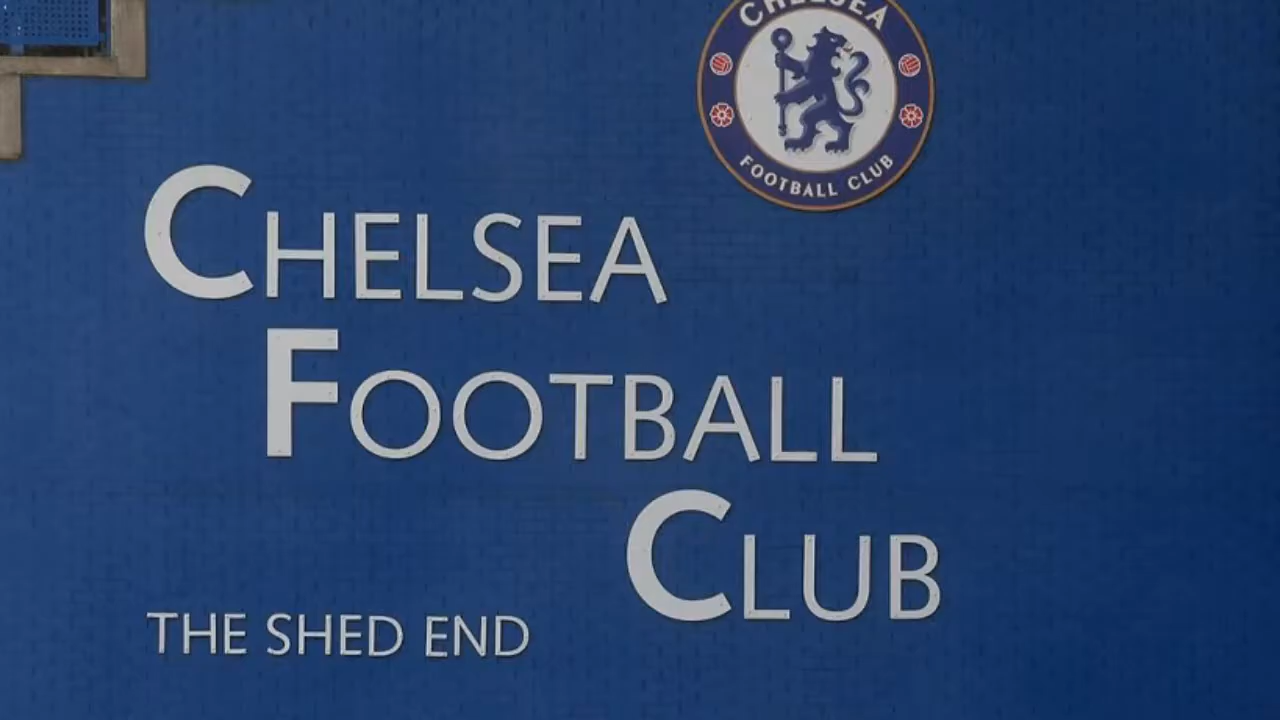 CHELSEA
FOOTBALL CLUB
CHELSEA
FOOTBALL
CLUB
THE SHED END